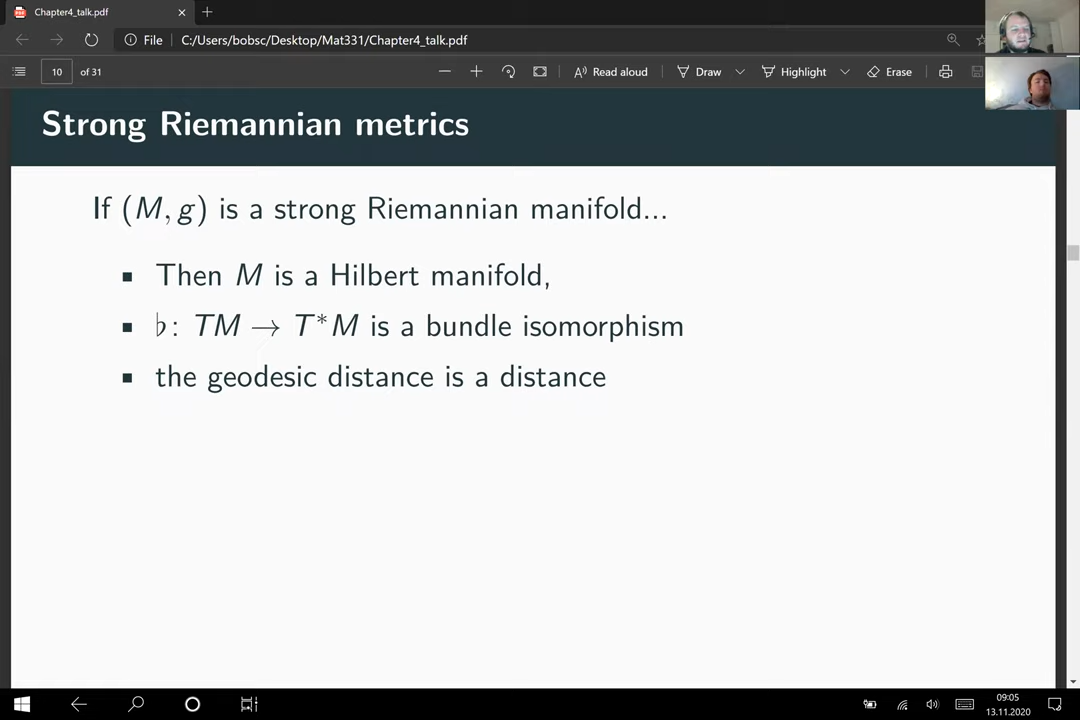 Chapter4_talk.pdf
File C:/Users/bobsc/Desktop/Mat331/Chapter4_talk.pdf
10 of 31 Read aloud Draw Highlight Erase
Strong Riemannian metrics
If (M, g) is a strong Riemannian manifold...
▪ Then M is a Hilbert manifold,
▪ ♭: TM → T*M is a bundle isomorphism
▪ the geodesic distance is a distance
09:05
13.11.2020